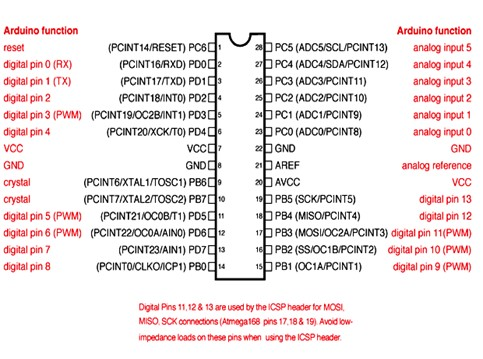 Arduino function Arduino function
reset (PCINT14/RESET) PC6 1 28 PC5 (ADC5/SCL/PCINT13) analog input 5
digital pin 0 (RX) (PCINT16/RXD) PD0 2 27 PC4 (ADC4/SDA/PCINT12) analog input 4
digital pin 1 (TX) (PCINT17/TXD) PD1 3 26 PC3 (ADC3/PCINT11) analog input 3
digital pin 2 (PCINT18/INT0) PD2 4 25 PC2 (ADC2/PCINT10) analog input 2
digital pin 3 (PWM) (PCINT19/OC2B/INT1) PD3 5 24 PC1 (ADC1/PCINT9) analog input 1
digital pin 4 (PCINT20/XCK/T0) PD4 6 23 PC0 (ADC0/PCINT8) analog input 0
VCC VCC 7 22 GND GND
GND GND 8 21 AREF analog reference
crystal (PCINT6/XTAL1/TOSC1) PB6 9 20 AVCC VCC
crystal (PCINT7/XTAL2/TOSC2) PB7 10 19 PB5 (SCK/PCINT5) digital pin 13
digital pin 5 (PWM) (PCINT21/OC0B/T1) PD5 11 18 PB4 (MISO/PCINT4) digital pin 12
digital pin 6 (PWM) (PCINT22/OC0A/AIN0) PD6 12 17 PB3 (MOSI/OC2A/PCINT3) digital pin 11(PWM)
digital pin 7 (PCINT23/AIN1) PD7 13 16 PB2 (SS/OC1B/PCINT2) digital pin 10 (PWM)
digital pin 8 (PCINT0/CLKO/ICP1) PB0 14 15 PB1 (OC1A/PCINT1) digital pin 9 (PWM)
Digital Pins 11,12 & 13 are used by the ICSP header for MOSI,
MISO, SCK connections (Atmega168 pins 17,18 & 19). Avoid low-
impedance loads on these pins when using the ICSP header.